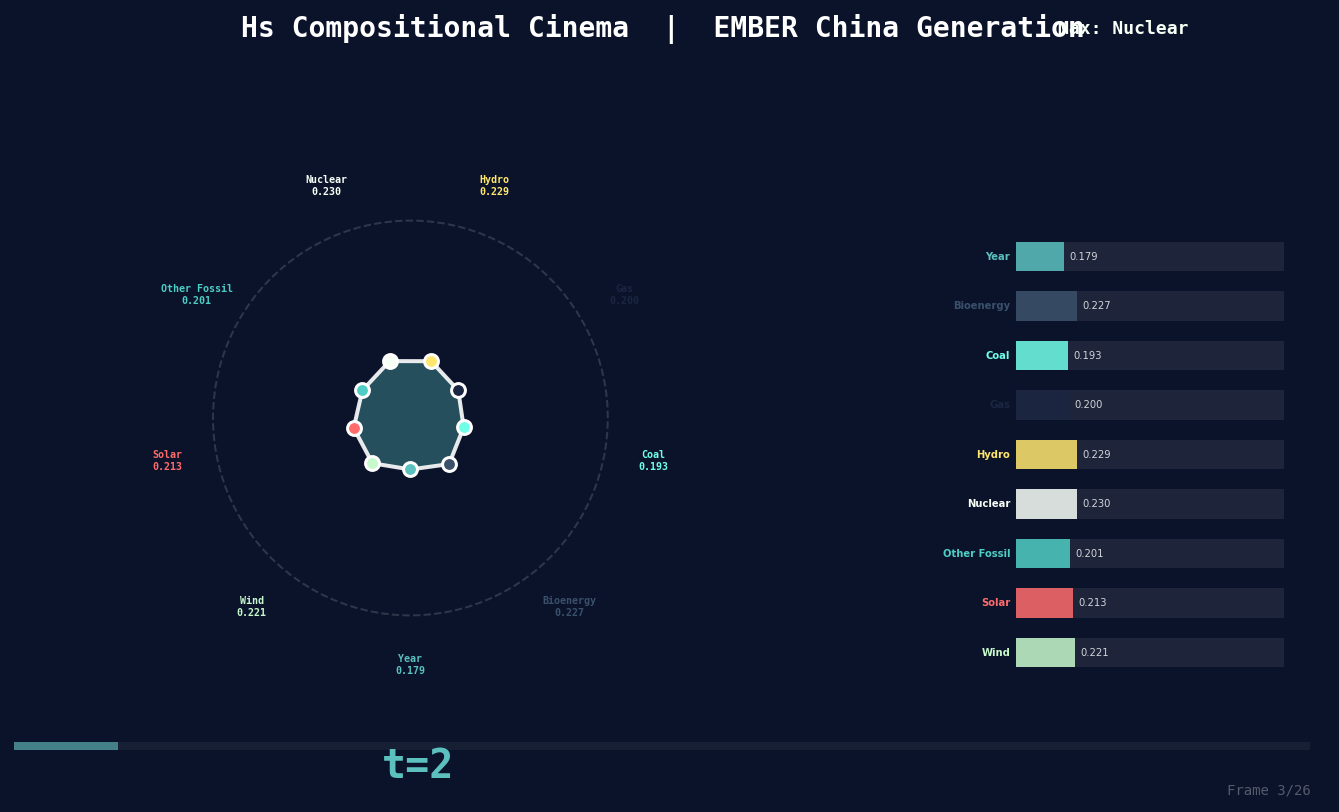 Hs Compositional Cinema | EMBER China Generation
Max: Nuclear
Nuclear
0.230
Hydro
0.229
Other Fossil
0.201
Gas
0.200
Solar
0.213
Coal
0.193
Wind
0.221
Bioenergy
0.227
Year
0.179
Year 0.179
Bioenergy 0.227
Coal 0.193
Gas 0.200
Hydro 0.229
Nuclear 0.230
Other Fossil 0.201
Solar 0.213
Wind 0.221
t=2
Frame 3/26